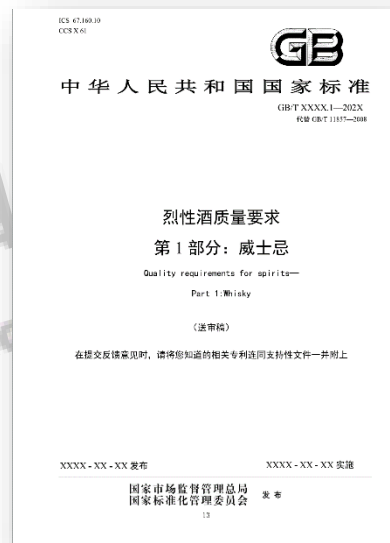 ICS 67.160.10
CCS X 61
GB
中华人民共和国国家标准
GB/T XXXX.1—202X
代替 GB/T 11857—2008
烈性酒质量要求
第 1 部分：威士忌
Quality requirements for spirits—
Part 1:Whisky
（送审稿）
在提交反馈意见时，请将您知道的相关专利连同支持性文件一并附上
XXXX - XX - XX 发布
XXXX - XX - XX 实施
国家市场监督管理总局
国家标准化管理委员会
发 布
13